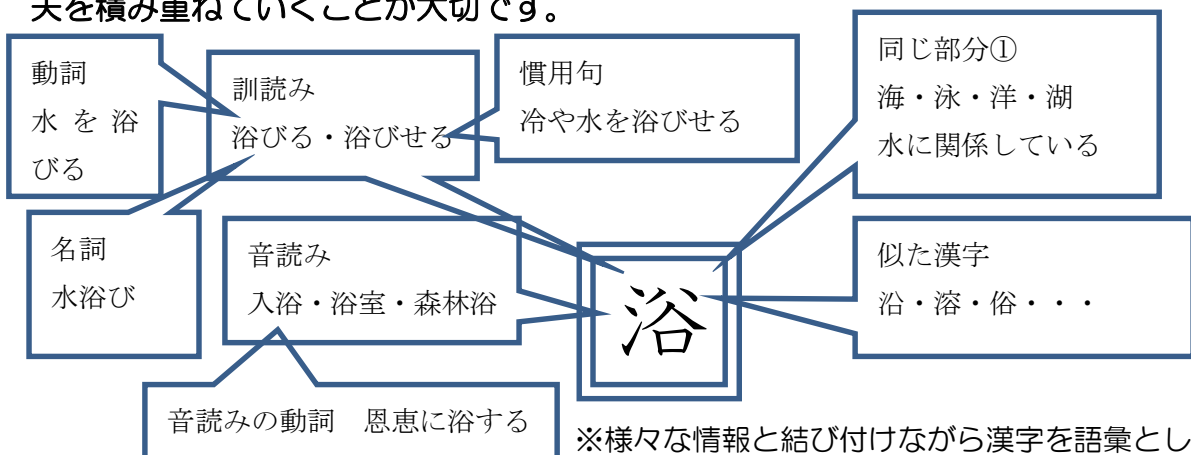 夫を積み重ねていくことが大切です。
動詞
水を浴
びる
訓読み
浴びる・浴びせる
慣用句
冷や水を浴びせる
同じ部分①
海・泳・洋・湖
水に関係している
名詞
水浴び
音読み
入浴・浴室・森林浴
浴
似た漢字
沿・溶・俗・・・
音読みの動詞　恩恵に浴する
※様々な情報と結び付けながら漢字を語彙とし